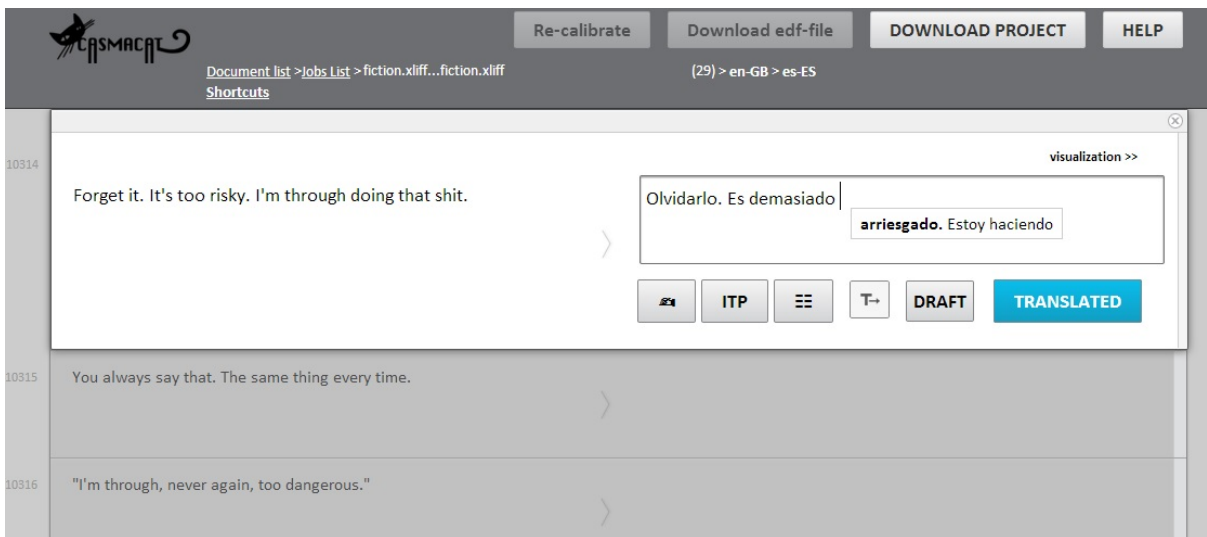 CASMACAT
Re-calibrate
Download edf-file
DOWNLOAD PROJECT
HELP
Document list >Jobs List >fiction.xliff...fiction.xliff
(29) > en-GB > es-ES
Shortcuts
visualization >>
10314
Forget it. It's too risky. I'm through doing that shit.
Olvidarlo. Es demasiado
arriesgado. Estoy haciendo
ITP
T→
DRAFT
TRANSLATED
10315
You always say that. The same thing every time.
10316
"I'm through, never again, too dangerous."